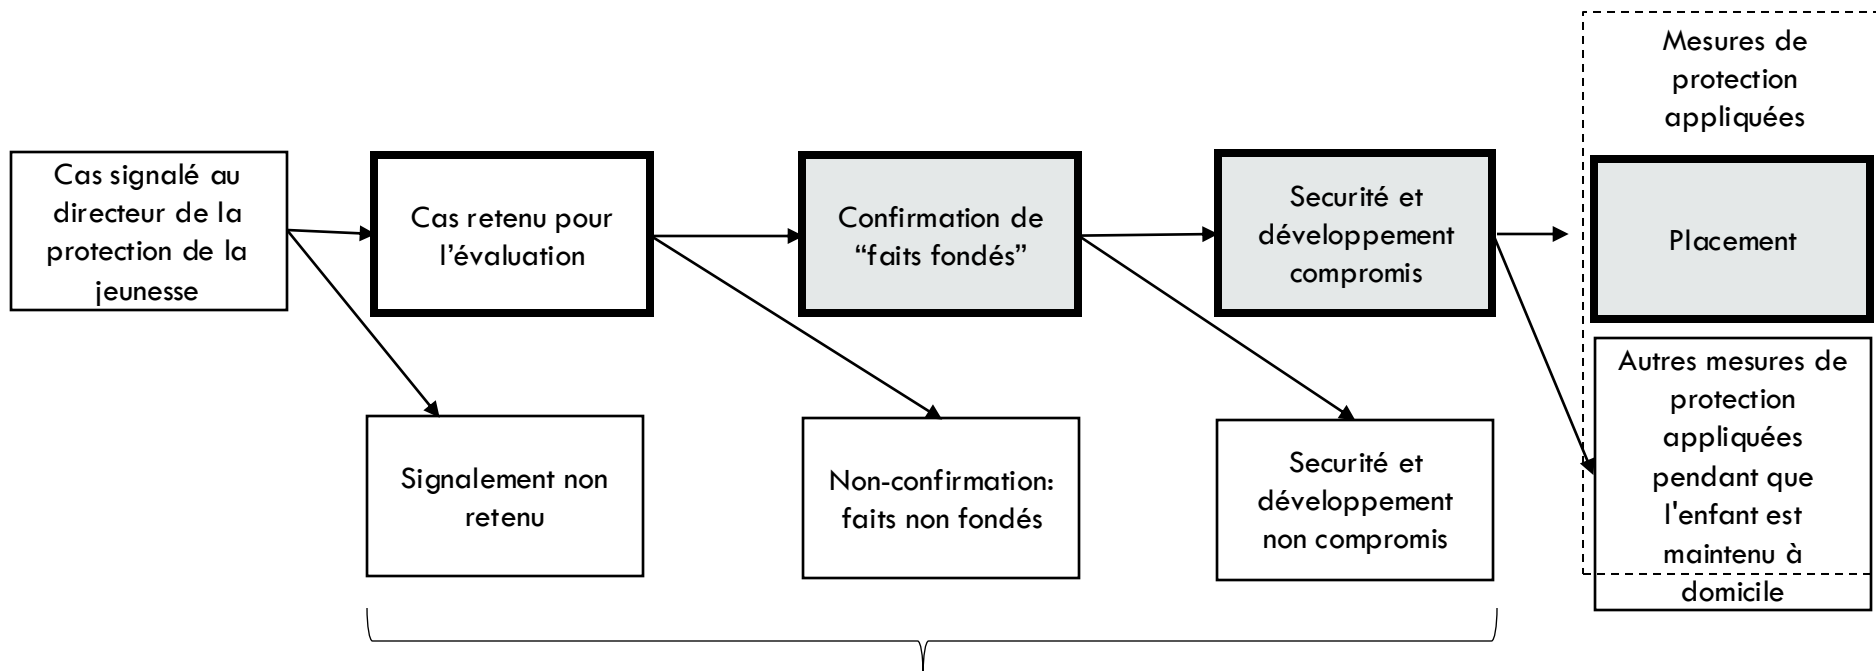 Cas signalé au
directeur de la
protection de la
jeunesse
Cas retenu pour
l'évaluation
Confirmation de
“faits fondés”
Securité et
développement
compromis
Mesures de
protection
appliquées
Placement
Signalement non
retenu
Non-confirmation:
faits non fondés
Securité et
développement
non compromis
Autres mesures de
protection
appliquées
pendant que
l'enfant est
maintenu à
domicile